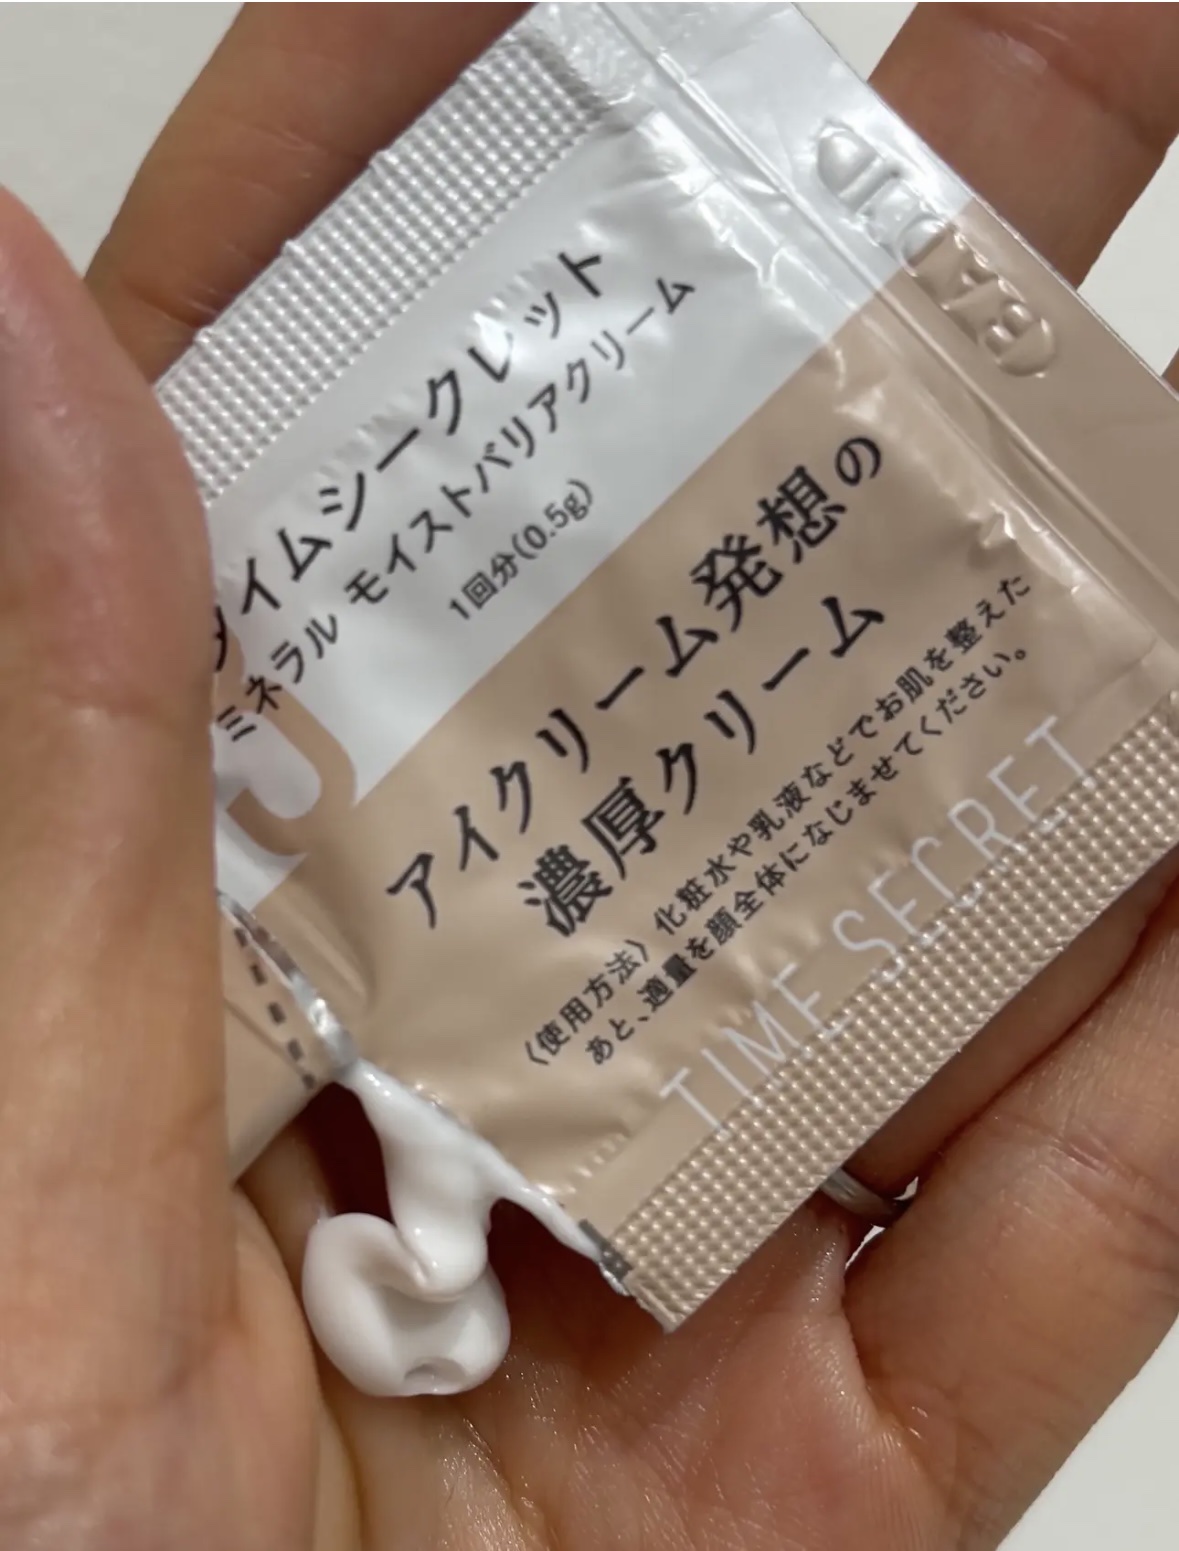 タイムシークレット
ミネラル モイストバリアクリーム
1回分(0.5g)
アイクリーム発想の
濃厚クリーム
〈使用方法〉 化粧水や乳液などでお肌を整えた
あと、適量を顔全体になじませてください。
TIME SECRET